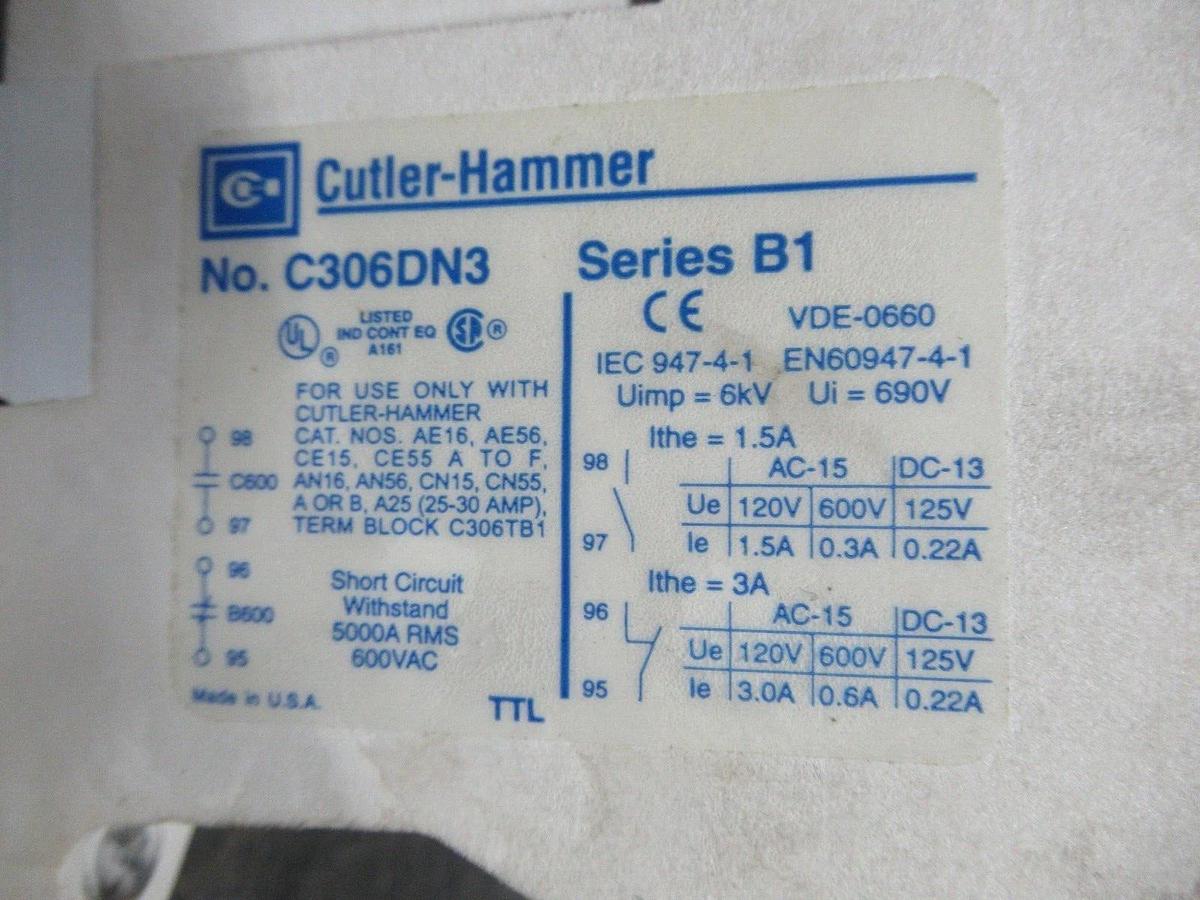 Cutler-Hammer
No. C306DN3
Series B1
UL ®
LISTED
IND CONT EQ
A161
SA ®
FOR USE ONLY WITH
CUTLER-HAMMER
CAT. NOS. AE16, AE56,
CE15, CE55 A TO F,
AN16, AN56, CN15, CN55,
A OR B, A25 (25-30 AMP),
TERM BLOCK C306TB1
98
C600
97
96
B600
95
Short Circuit
Withstand
5000A RMS
600VAC
Made in U.S.A.
TTL
CE VDE-0660
IEC 947-4-1 EN60947-4-1
Uimp = 6kV Ui = 690V
Ithe = 1.5A
98 AC-15 DC-13
Ue 120V 600V 125V
97 Ie 1.5A 0.3A 0.22A
Ithe = 3A
96 AC-15 DC-13
Ue 120V 600V 125V
95 Ie 3.0A 0.6A 0.22A